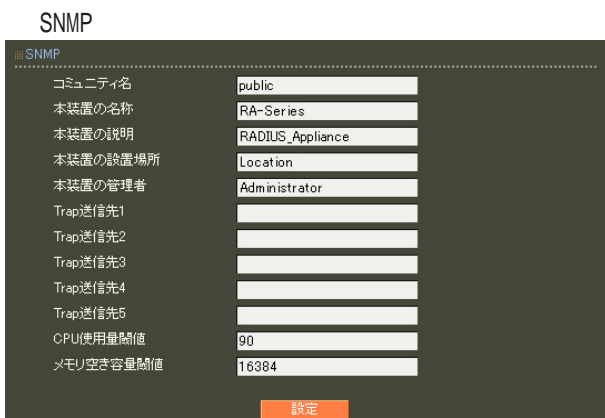 SNMP
SNMP
コミュニティ名 public
本装置の名称 RA-Series
本装置の説明 RADIUS_Appliance
本装置の設置場所 Location
本装置の管理者 Administrator
Trap送信先1
Trap送信先2
Trap送信先3
Trap送信先4
Trap送信先5
CPU使用量閾値 90
メモリ空き容量閾値 16384
設定